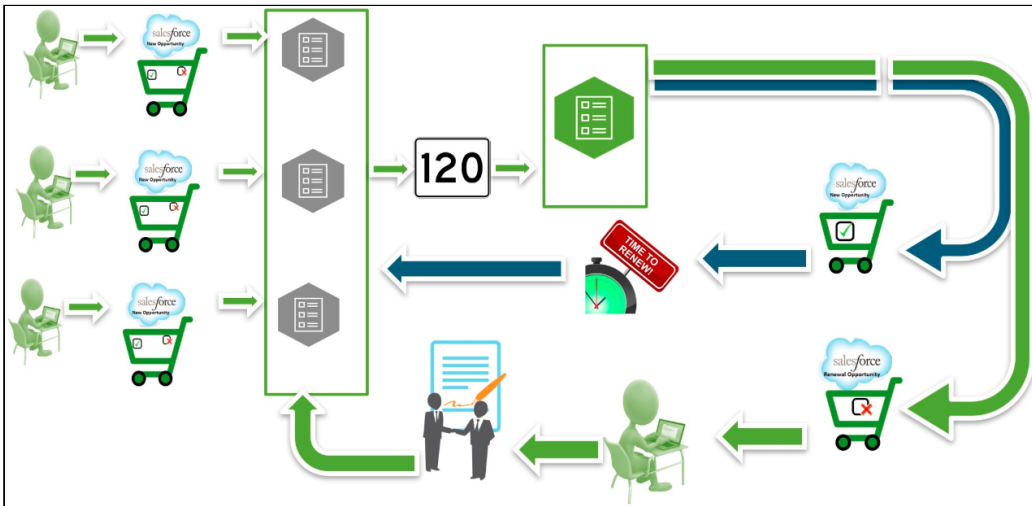 salesforce
New Opportunity
salesforce
New Opportunity
salesforce
New Opportunity
120
TIME TO
RENEW!
salesforce
New Opportunity
salesforce
Renewal Opportunity